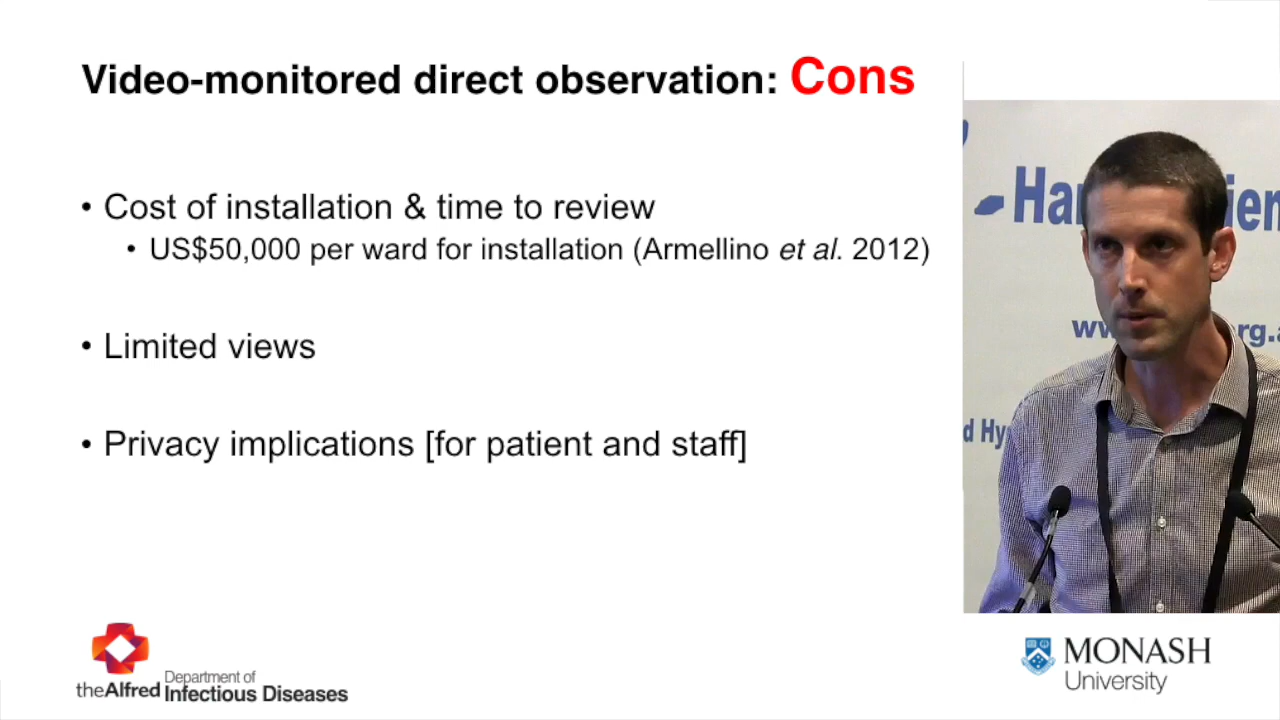 Video-monitored direct observation: Cons
• Cost of installation & time to review
• US$50,000 per ward for installation (Armellino et al. 2012)
• Limited views
• Privacy implications [for patient and staff]
theAlfred
Department of
Infectious Diseases
MONASH
University